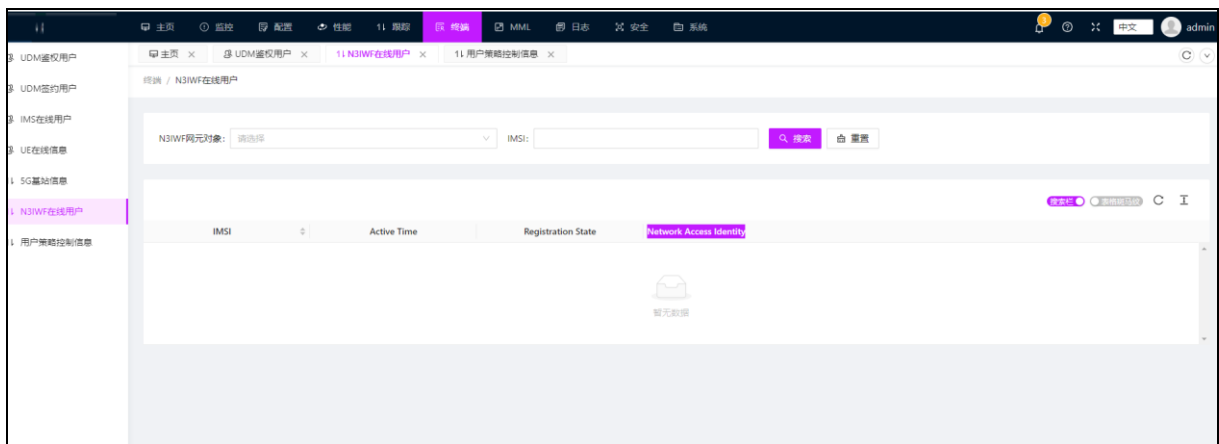 主页 监控 配置 性能 跟踪 终端 MML 日志 安全 系统 3 中文 admin
主页 UDM鉴权用户 N3IWF在线用户 用户策略控制信息
UDM鉴权用户
UDM签约用户
IMS在线用户
UE在线信息
5G基站信息
N3IWF在线用户
用户策略控制信息
终端 / N3IWF在线用户
N3IWF网元对象: 请选择 IMSI: 搜索 重置
搜索栏
IMSI Active Time Registration State Network Access Identity
暂无数据